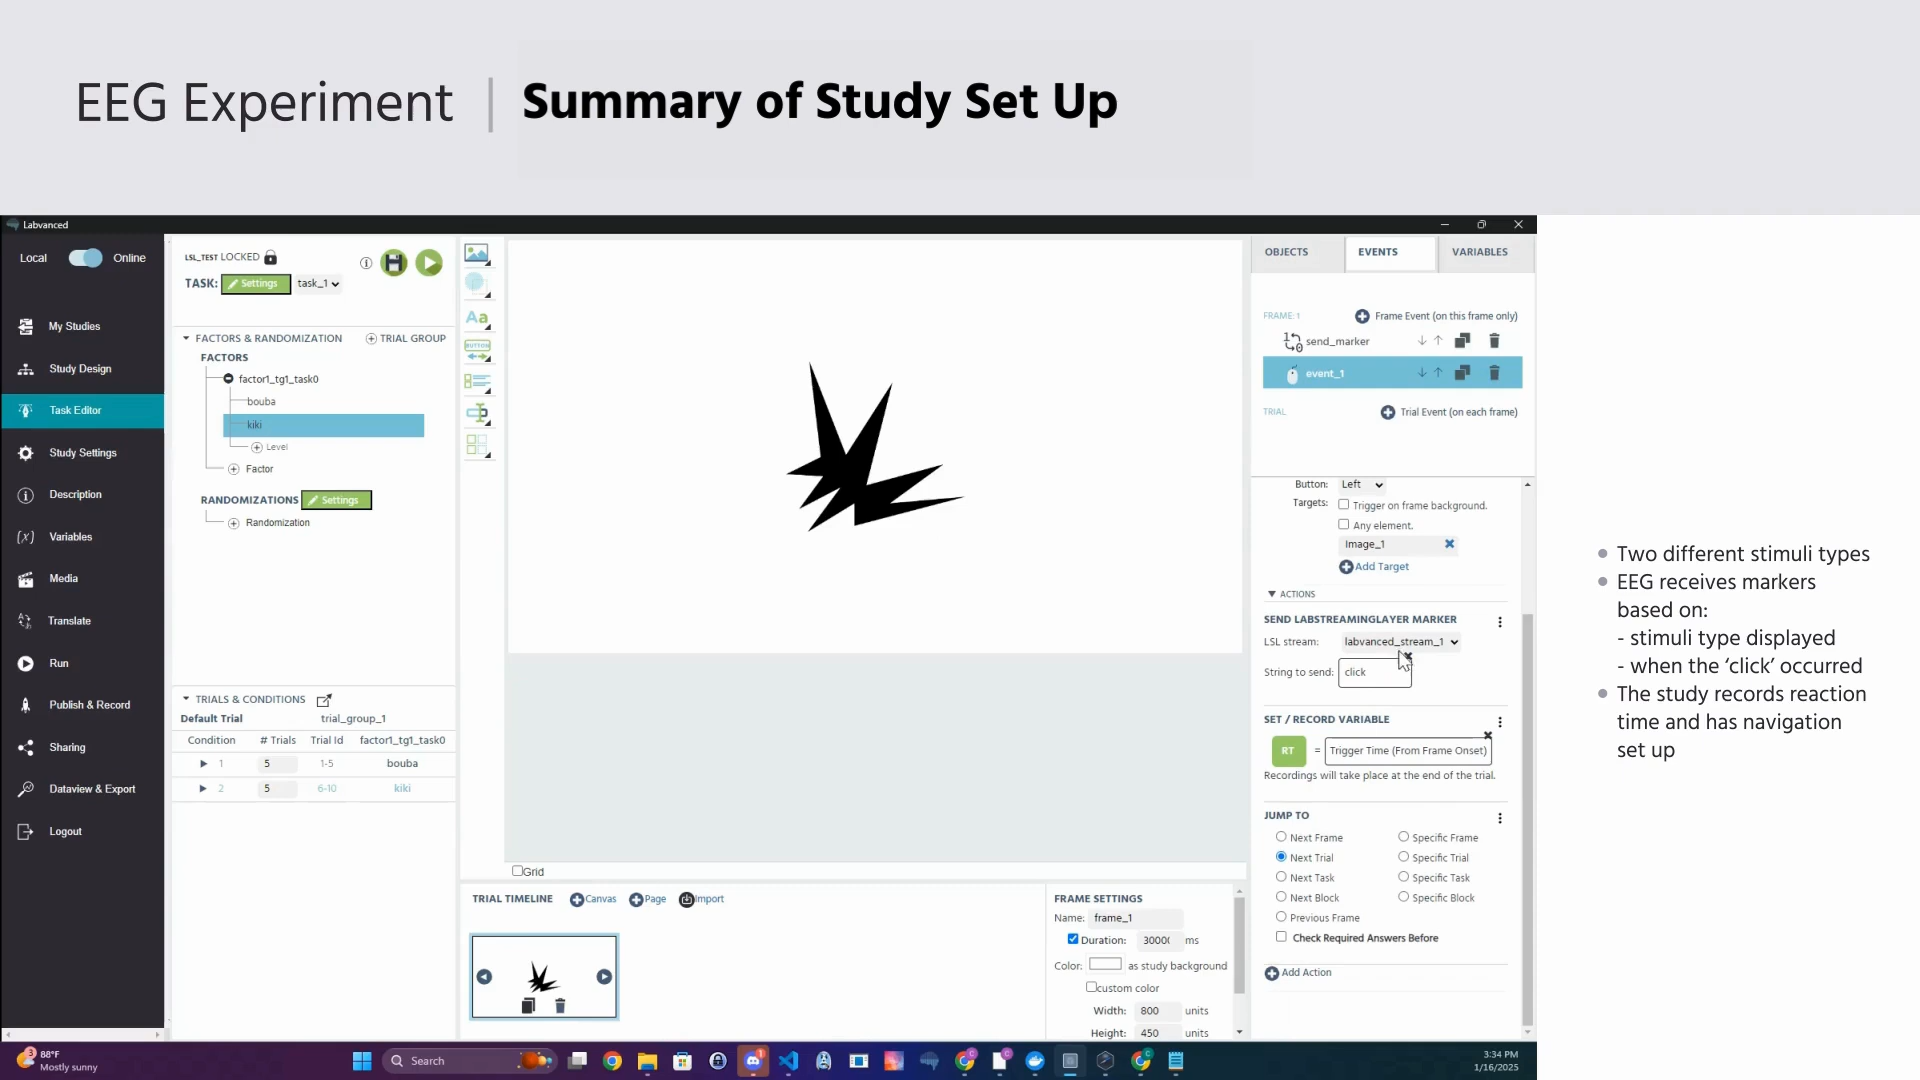 EEG Experiment | Summary of Study Set Up
Labvanced
Local Online
My Studies
Study Design
Task Editor
Study Settings
Description
Variables
Media
Translate
Run
Publish & Record
Sharing
Dataview & Export
Logout
LSL_TEST LOCKED
TASK: Settings task_1
FACTORS & RANDOMIZATION TRIAL GROUP
FACTORS
factor1_tg1_task0
bouba
kiki
Level
Factor
RANDOMIZATIONS Settings
Randomization
TRIALS & CONDITIONS
Default Trial trial_group_1
Condition # Trials Trial Id factor1_tg1_task0
1 5 1-5 bouba
2 5 6-10 kiki
Aa
BUTTON
Grid
TRIAL TIMELINE Canvas Page Import
FRAME SETTINGS
Name: frame_1
Duration: 3000 ms
Color: as study background
custom color
Width: 800 units
Height: 450 units
OBJECTS EVENTS VARIABLES
FRAME: 1 Frame Event (on this frame only)
send_marker
event_1
TRIAL Trial Event (on each frame)
Button: Left
Targets: Trigger on frame background.
Any element.
Image_1
Add Target
ACTIONS
SEND LABSTREAMINGLAYER MARKER
LSL stream: labvanced_stream_1
String to send: click
SET / RECORD VARIABLE
RT = Trigger Time (From Frame Onset)
Recordings will take place at the end of the trial.
JUMP TO
Next Frame Specific Frame
Next Trial Specific Trial
Next Task Specific Task
Next Block Specific Block
Previous Frame
Check Required Answers Before
Add Action
• Two different stimuli types
• EEG receives markers
based on:
- stimuli type displayed
- when the ‘click’ occurred
• The study records reaction
time and has navigation
set up
3
88°F
Mostly sunny
Search
3:34 PM
1/16/2025